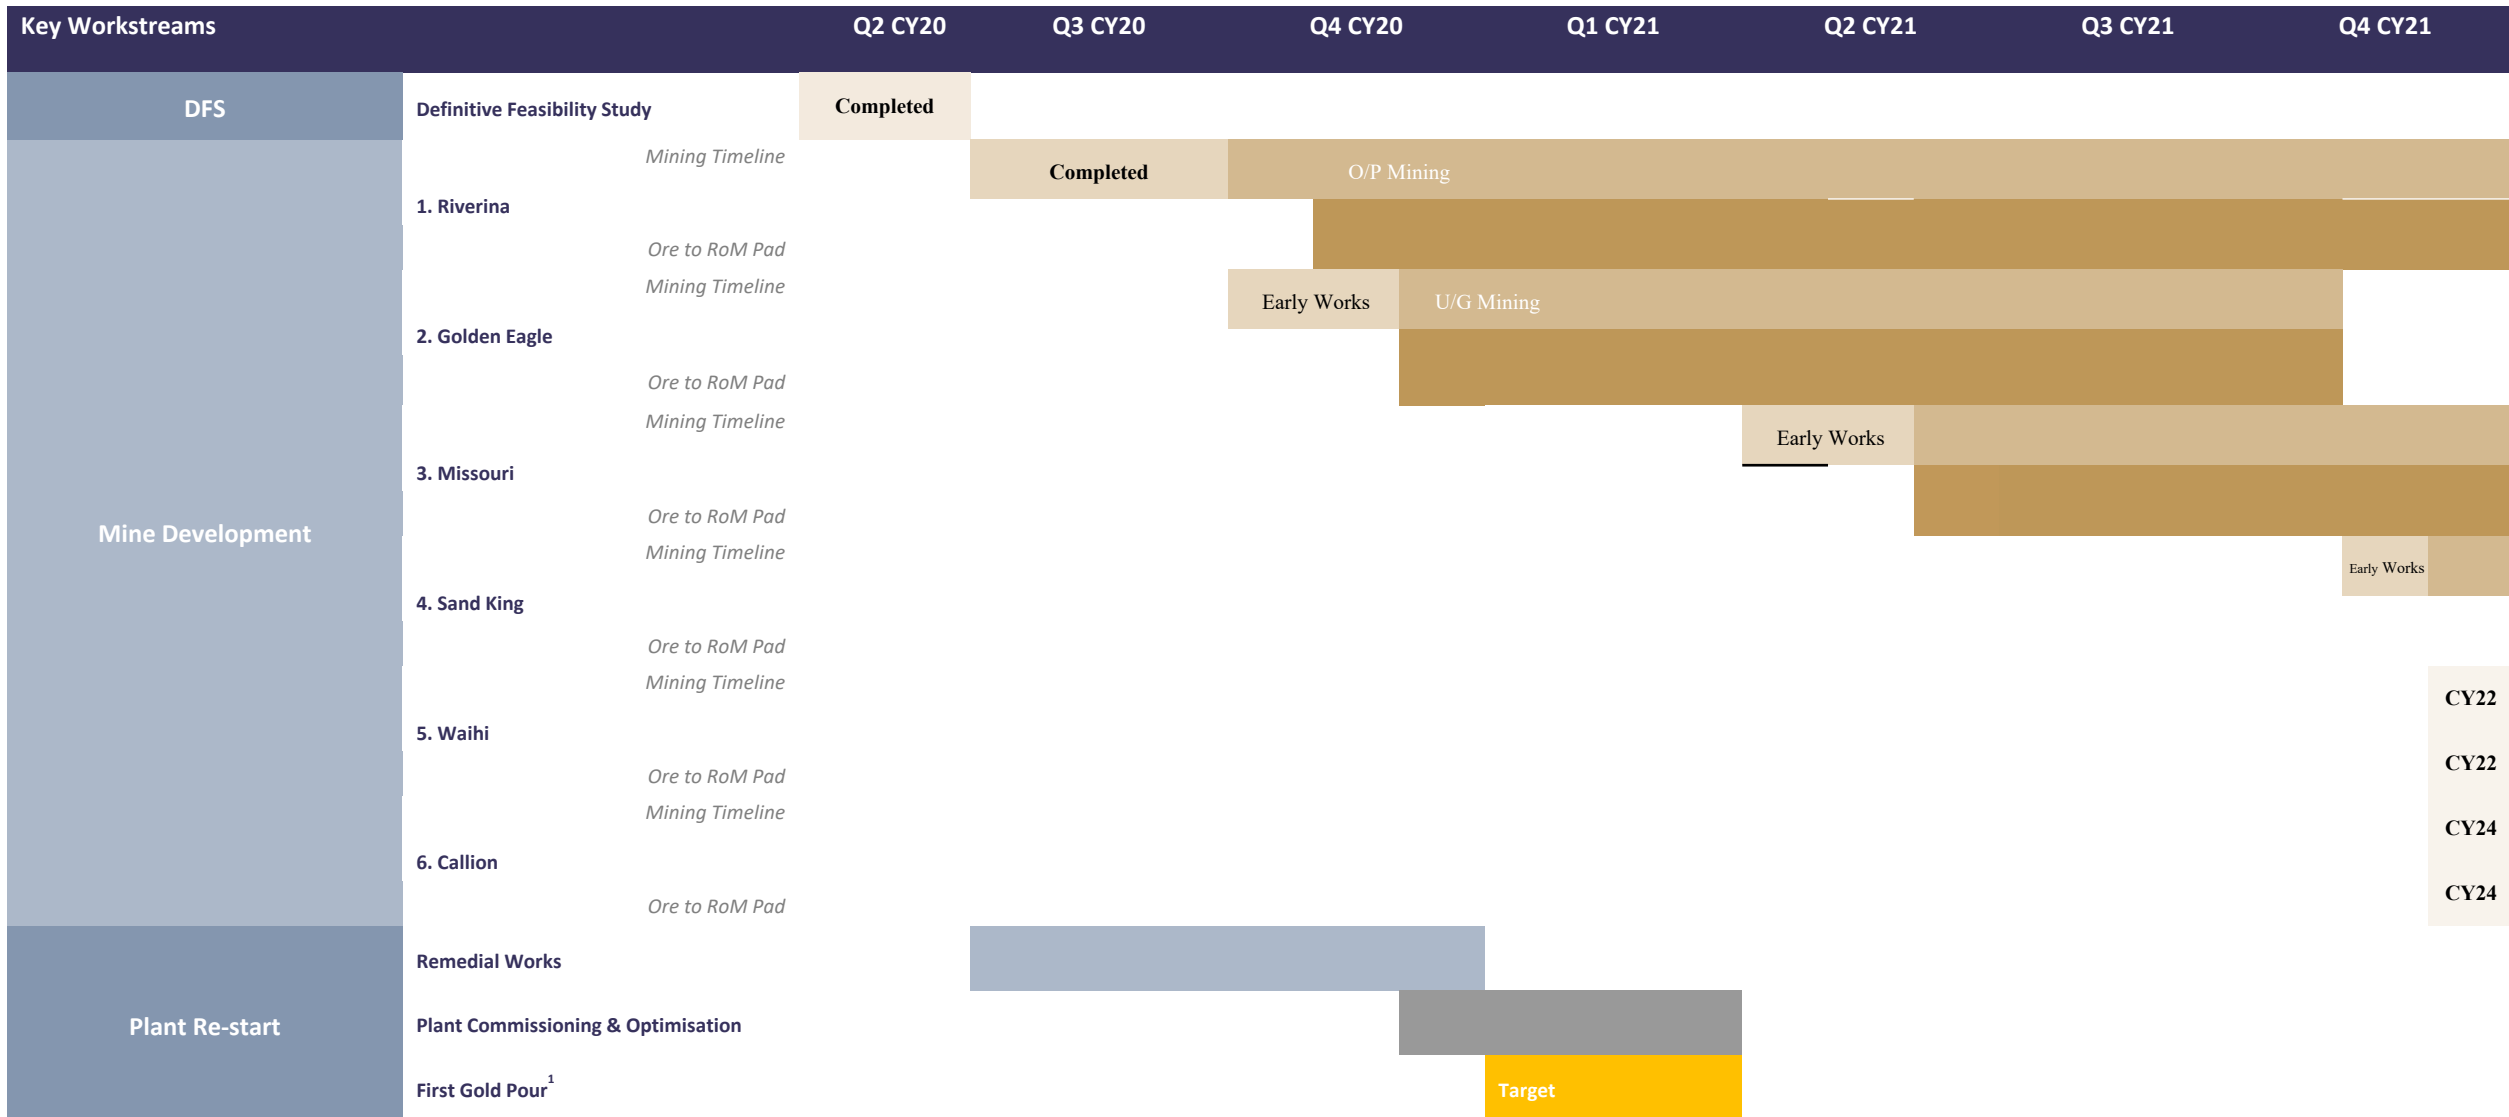 Key Workstreams Q2 CY20 Q3 CY20 Q4 CY20 Q1 CY21 Q2 CY21 Q3 CY21 Q4 CY21
DFS Definitive Feasibility Study Completed
Mine Development
Mining Timeline Completed O/P Mining
1. Riverina
Ore to RoM Pad
Mining Timeline Early Works U/G Mining
2. Golden Eagle
Ore to RoM Pad
Mining Timeline Early Works
3. Missouri
Ore to RoM Pad
Mining Timeline Early Works
4. Sand King
Ore to RoM Pad
Mining Timeline CY22
5. Waihi
Ore to RoM Pad CY22
Mining Timeline CY24
6. Callion
Ore to RoM Pad CY24
Plant Re-start
Remedial Works
Plant Commissioning & Optimisation
First Gold Pour1 Target